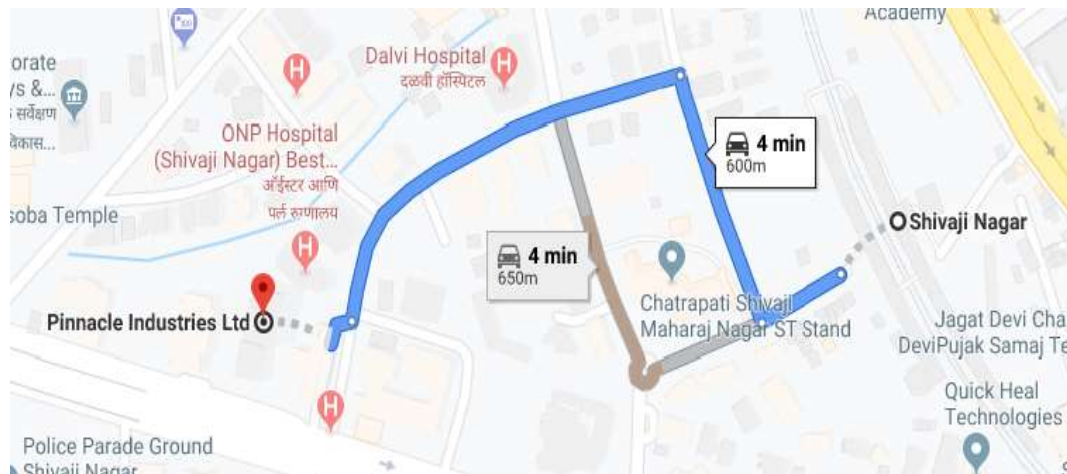 Academy
orate
ys &...
सर्वेक्षण
विकास...
Dalvi Hospital
दळवी हॉस्पिटल
ONP Hospital
(Shivaji Nagar) Best...
ऑईस्टर आणि
पर्ल रुग्णालय
4 min
600m
soba Temple
Shivaji Nagar
4 min
650m
Chatrapati Shivaji
Maharaj Nagar ST Stand
Pinnacle Industries Ltd
Jagat Devi Cha
DeviPujak Samaj Te
Quick Heal
Technologies
Police Parade Ground
Shivaji Nagar